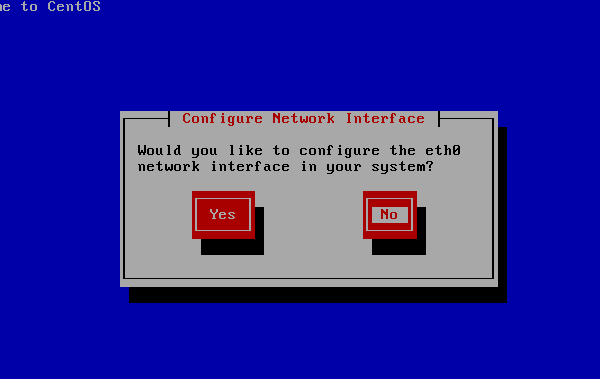 to CentOS
Configure Network Interface
Would you like to configure the eth0
network interface in your system?
Yes
No